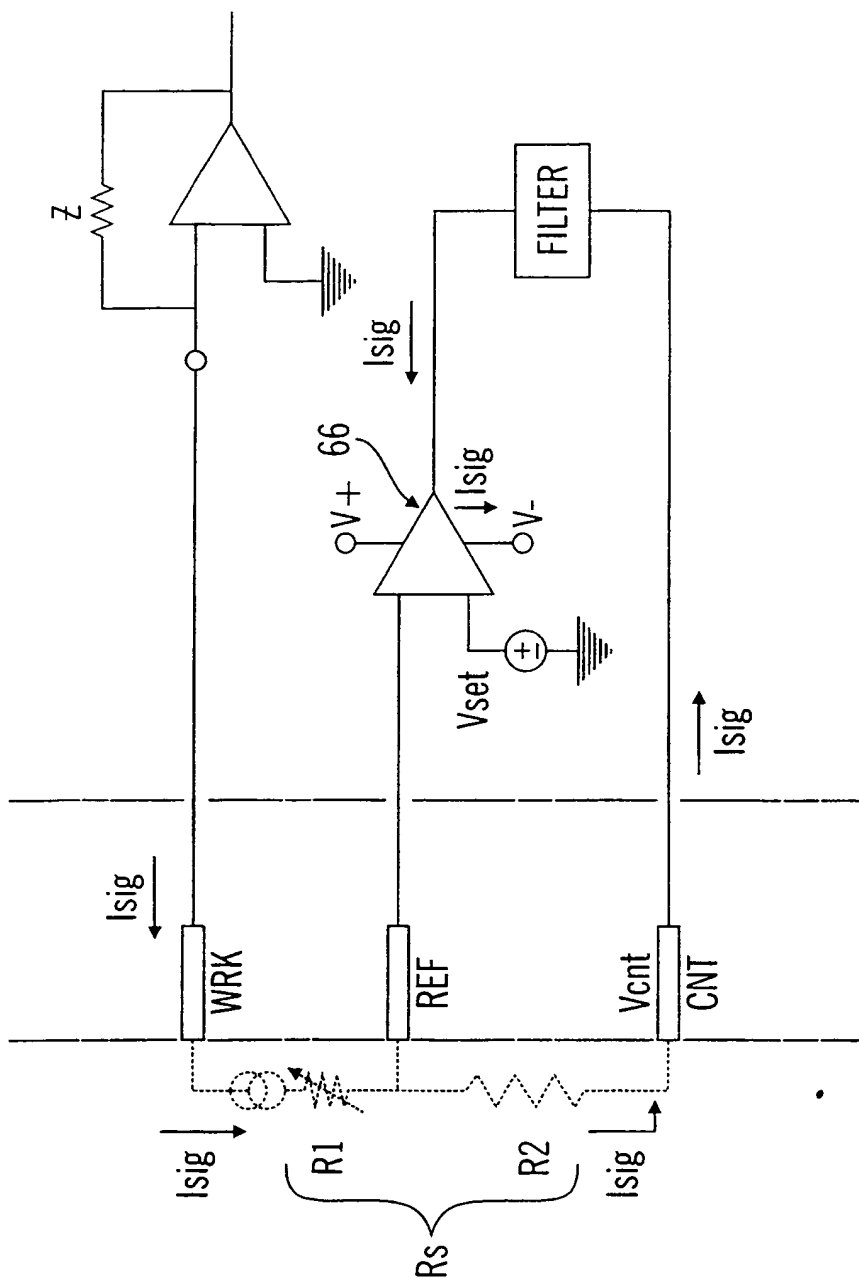 Z
Isig
WRK
Isig
R1
Rs
R2
Isig
REF
Vcnt
CNT
Isig
66
V+
Isig
V-
Vset
Isig
FILTER